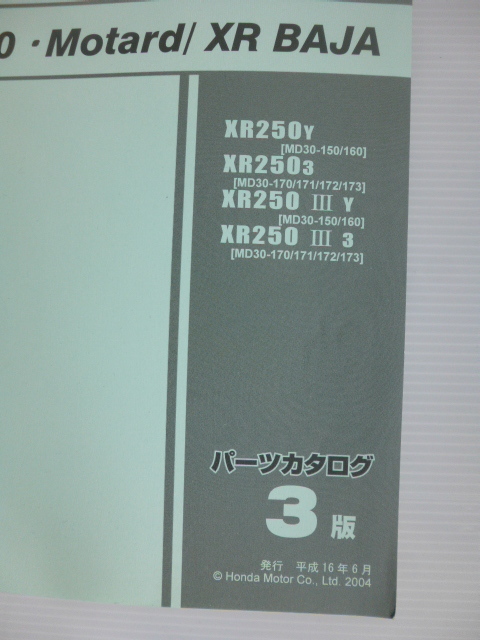 0・Motard/ XR BAJA
XR250Y
[MD30-150/160]
XR2503
[MD30-170/171/172/173]
XR250 III Y
[MD30-150/160]
XR250 III 3
[MD30-170/171/172/173]
パーツカタログ
3版
発行 平成16年6月
© Honda Motor Co., Ltd. 2004